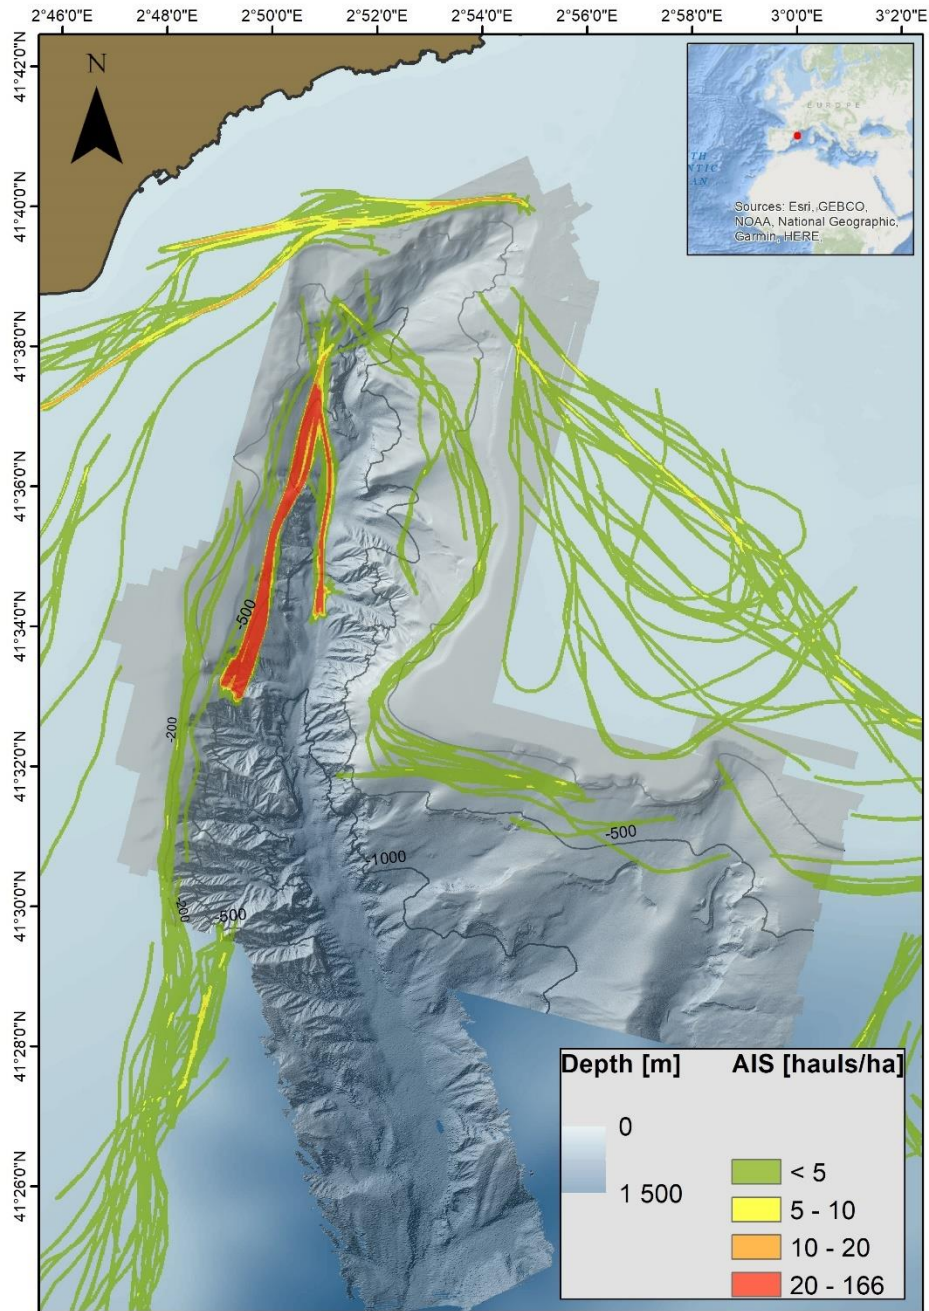 2°46'0"E 2°48'0"E 2°50'0"E 2°52'0"E 2°54'0"E 2°56'0"E 2°58'0"E 3°0'0"E 3°2'0"E
41°42'0"N
N
EUROPE
Sources: Esri, GEBCO,
NOAA, National Geographic,
Garmin, HERE,
41°40'0"N
41°38'0"N
41°36'0"N
41°34'0"N
-500
-200
41°32'0"N
-500
-1000
41°30'0"N
-200
-500
41°28'0"N
41°26'0"N
Depth [m]
0
1 500
AIS [hauls/ha]
< 5
5 - 10
10 - 20
20 - 166